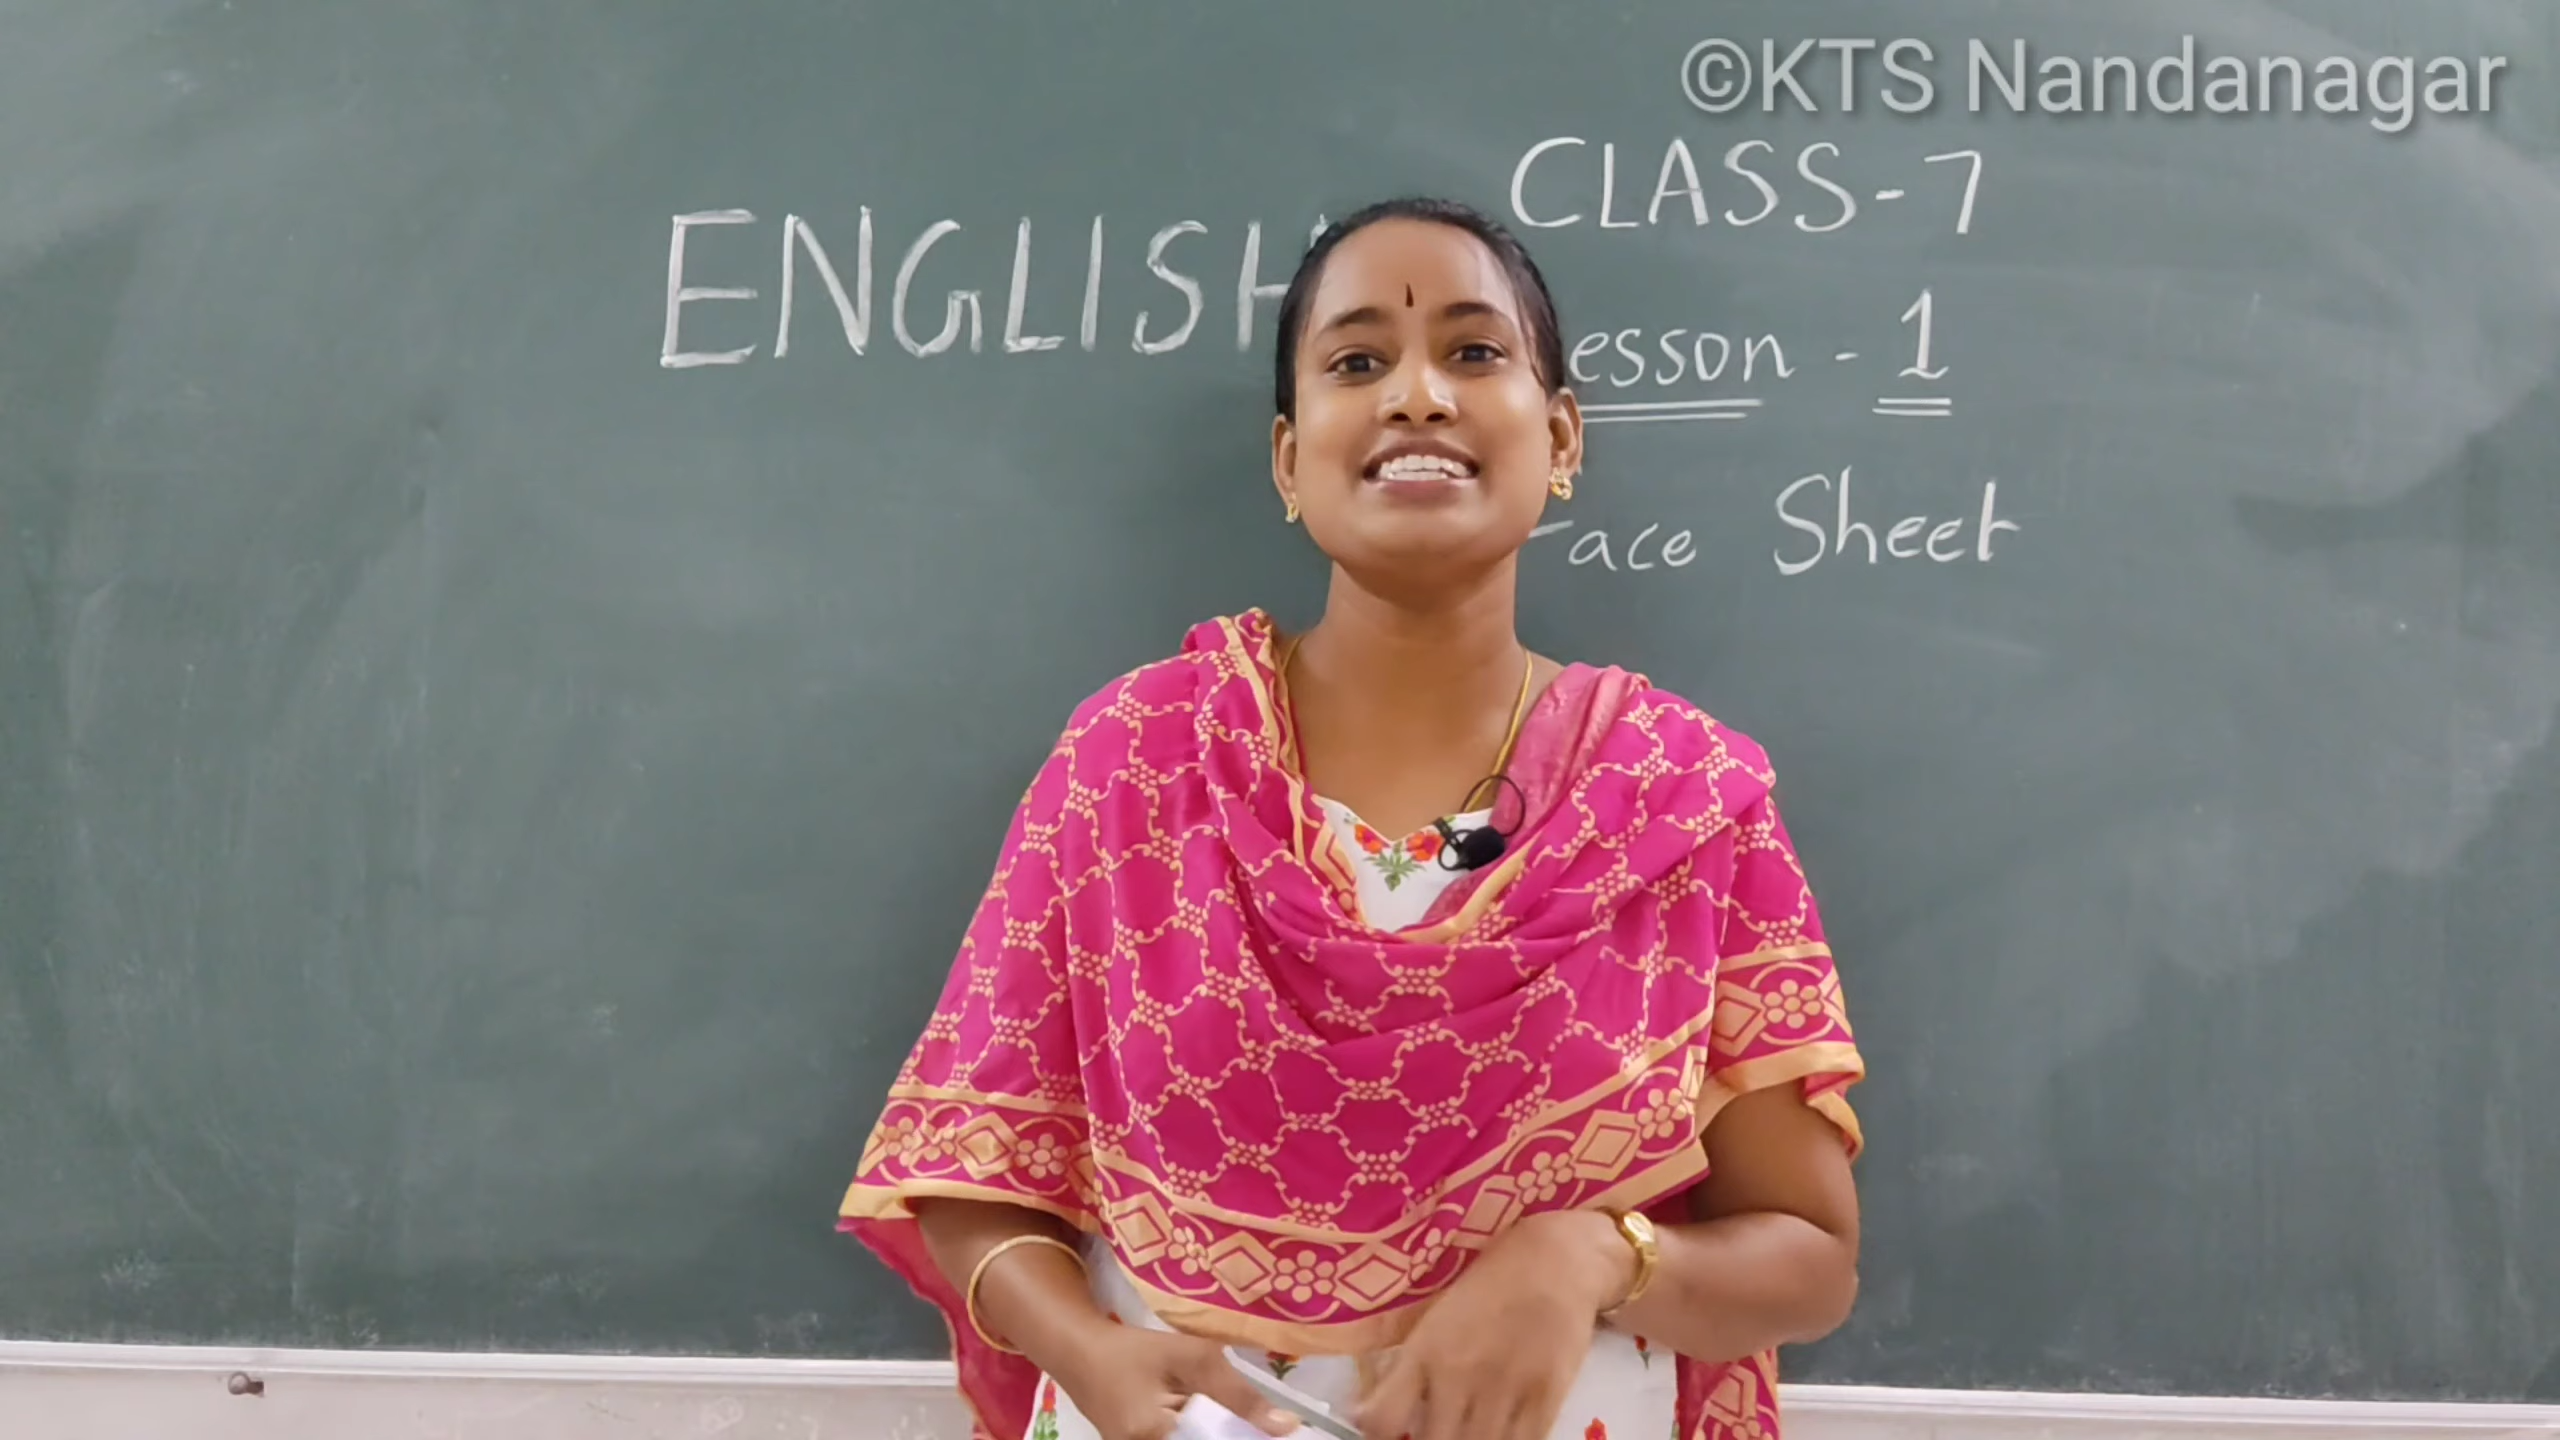 ©KTS Nandanagar
CLASS-7
ENGLISH
esson - 1
ace Sheet